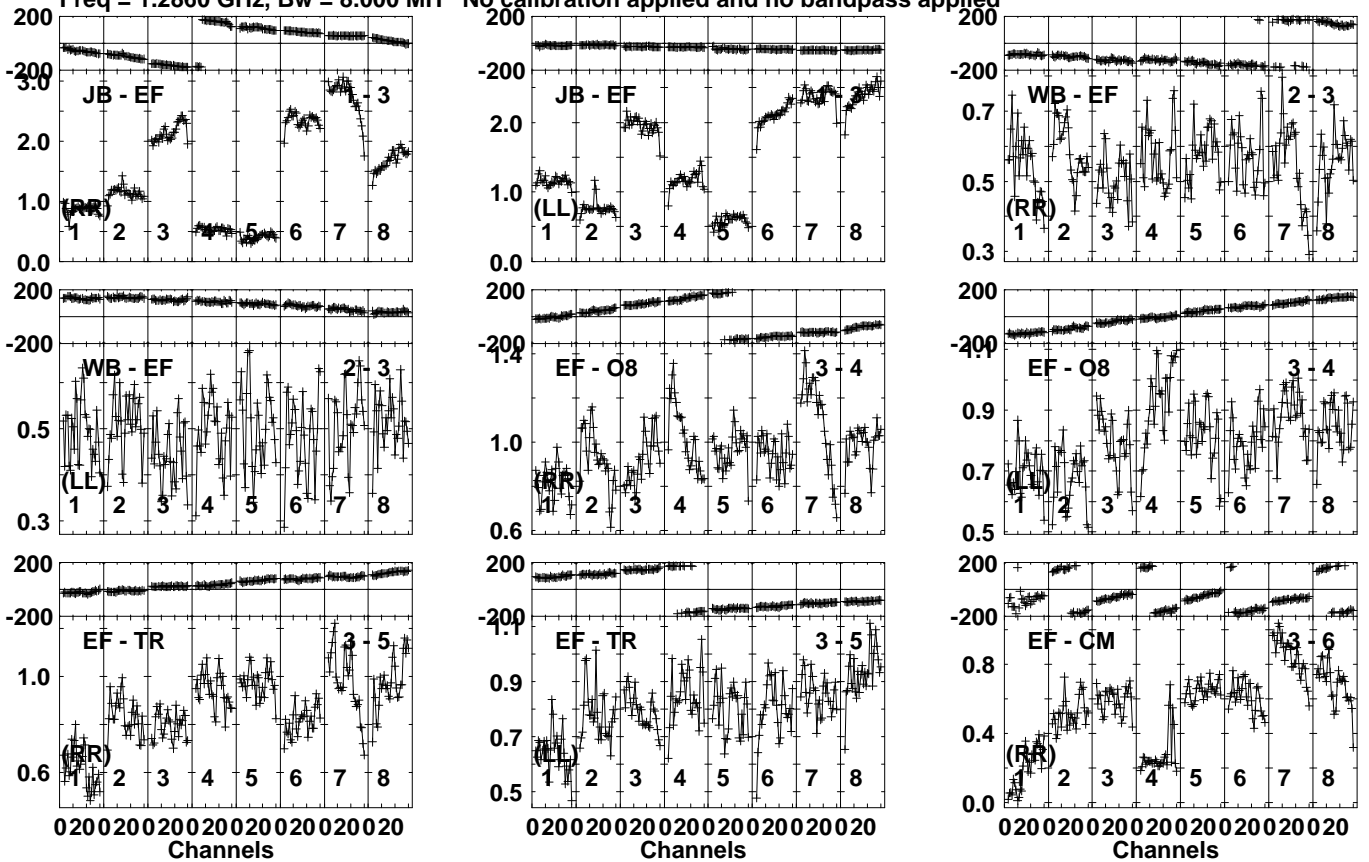 Freq = 1.2860 GHz, Bw = 8.000 MH No calibration applied and no bandpass applied
200 200 200
-200 -200 -200
3.0 2.0 1.0 0.0
JB - EF - 3
(RR)
1 2 3 4 5 6 7 8
2.0 1.0 0.0
JB - EF 1 - 3
(LL)
1 2 3 4 5 6 7 8
0.7 0.5 0.3
WB - EF 2 - 3
(RR)
1 2 3 4 5 6 7 8
200 200 200
-200 -200 -200
0.5 0.3
WB - EF 2 - 3
(LL)
1 2 3 4 5 6 7 8
1.4 1.0 0.6
EF - O8 3 - 4
(RR)
1 2 3 4 5 6 7 8
1.1 0.9 0.7 0.5
EF - O8 3 - 4
(LL)
1 2 3 4 5 6 7 8
200 200 200
-200 -200 -200
1.0 0.6
EF - TR 3 - 5
(RR)
1 2 3 4 5 6 7 8
1.1 0.9 0.7 0.5
EF - TR 3 - 5
(LL)
1 2 3 4 5 6 7 8
0.8 0.4 0.0
EF - CM 3 - 6
(RR)
1 2 3 4 5 6 7 8
0 20 0 20 0 20 0 20 0 20 0 20 0 20 0 20
0 20 0 20 0 20 0 20 0 20 0 20 0 20 0 20
0 20 0 20 0 20 0 20 0 20 0 20 0 20 0 20
Channels Channels Channels